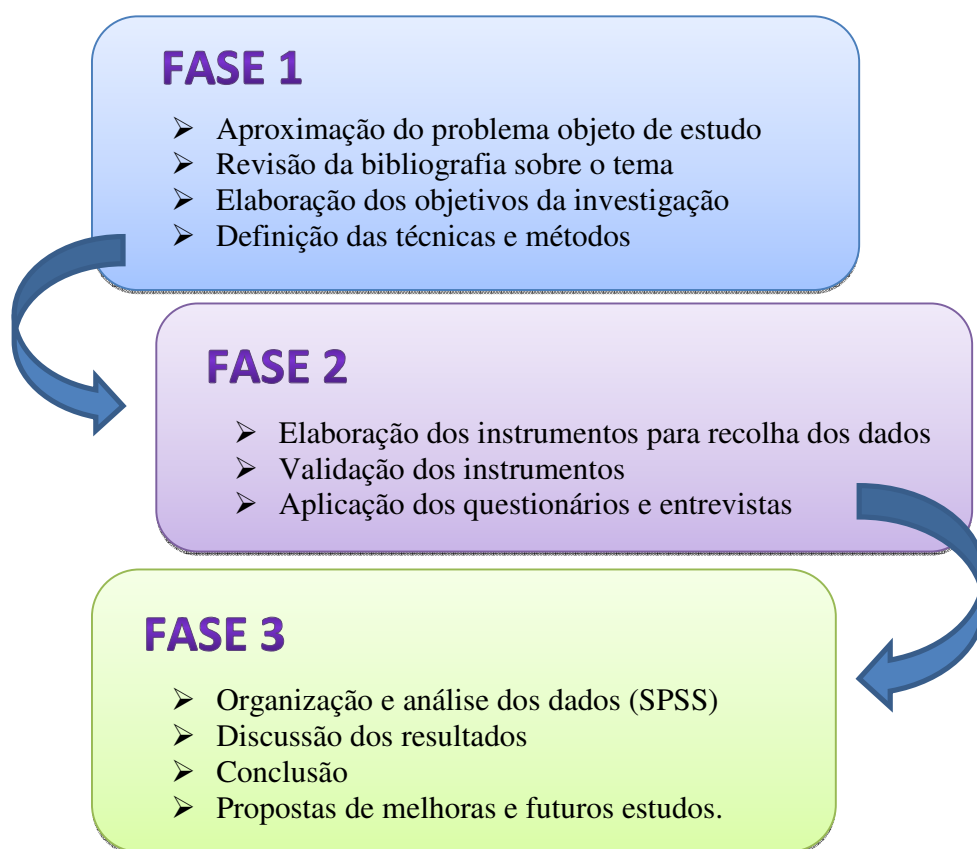 FASE 1
➢ Aproximação do problema objeto de estudo
➢ Revisão da bibliografia sobre o tema
➢ Elaboração dos objetivos da investigação
➢ Definição das técnicas e métodos
FASE 2
➢ Elaboração dos instrumentos para recolha dos dados
➢ Validação dos instrumentos
➢ Aplicação dos questionários e entrevistas
FASE 3
➢ Organização e análise dos dados (SPSS)
➢ Discussão dos resultados
➢ Conclusão
➢ Propostas de melhoras e futuros estudos.